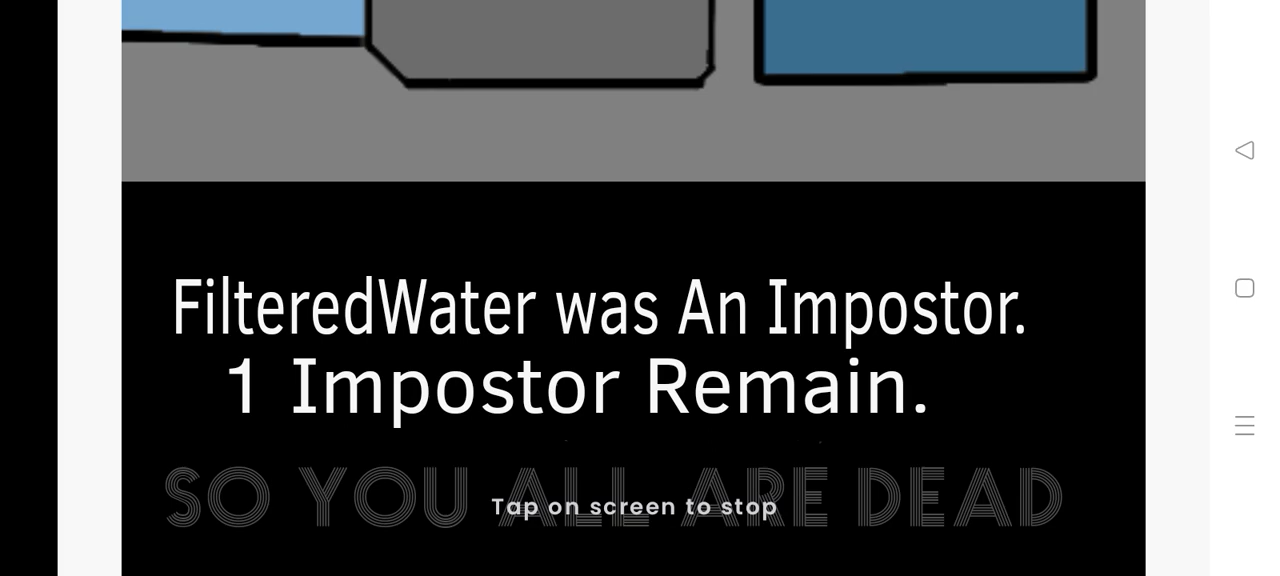 FilteredWater was An Impostor.
1 Impostor Remain.
SO YOU ALL ARE DEAD
Tap on screen to stop